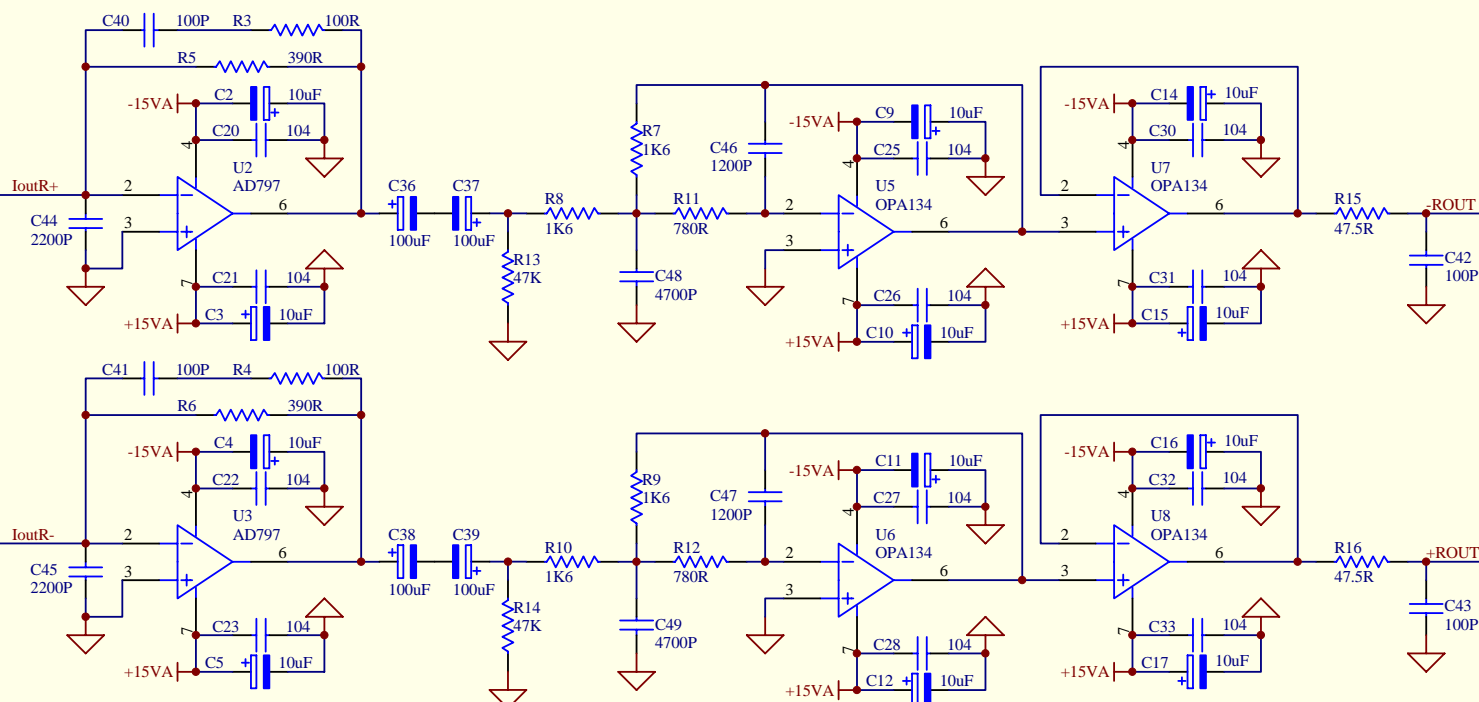 C40 100P R3 100R
R5 390R
C2 10uF
-15VA
C20 104
4
U2
AD797
IoutR+
2
3
6
C44
2200P
7
C21 104
+15VA
C3 10uF
C36 C37
100uF 100uF
R13
47K
R8
1K6
R7
1K6
C46
1200P
R11
780R
C48
4700P
-15VA
C9 10uF
C25 104
4
U5
OPA134
2
3
6
7
C26 104
+15VA
C10 10uF
-15VA
C14 10uF
C30 104
4
U7
OPA134
2
3
6
7
C31 104
+15VA
C15 10uF
R15
47.5R
-ROUT
C42
100P
C41 100P R4 100R
R6 390R
-15VA
C4 10uF
C22 104
4
U3
AD797
IoutR-
2
3
6
C45
2200P
7
C23 104
+15VA
C5 10uF
C38 C39
100uF 100uF
R14
47K
R10
1K6
R9
1K6
C47
1200P
R12
780R
C49
4700P
-15VA
C11 10uF
C27 104
4
U6
OPA134
2
3
6
7
C28 104
+15VA
C12 10uF
-15VA
C16 10uF
C32 104
4
U8
OPA134
2
3
6
7
C33 104
+15VA
C17 10uF
R16
47.5R
+ROUT
C43
100P